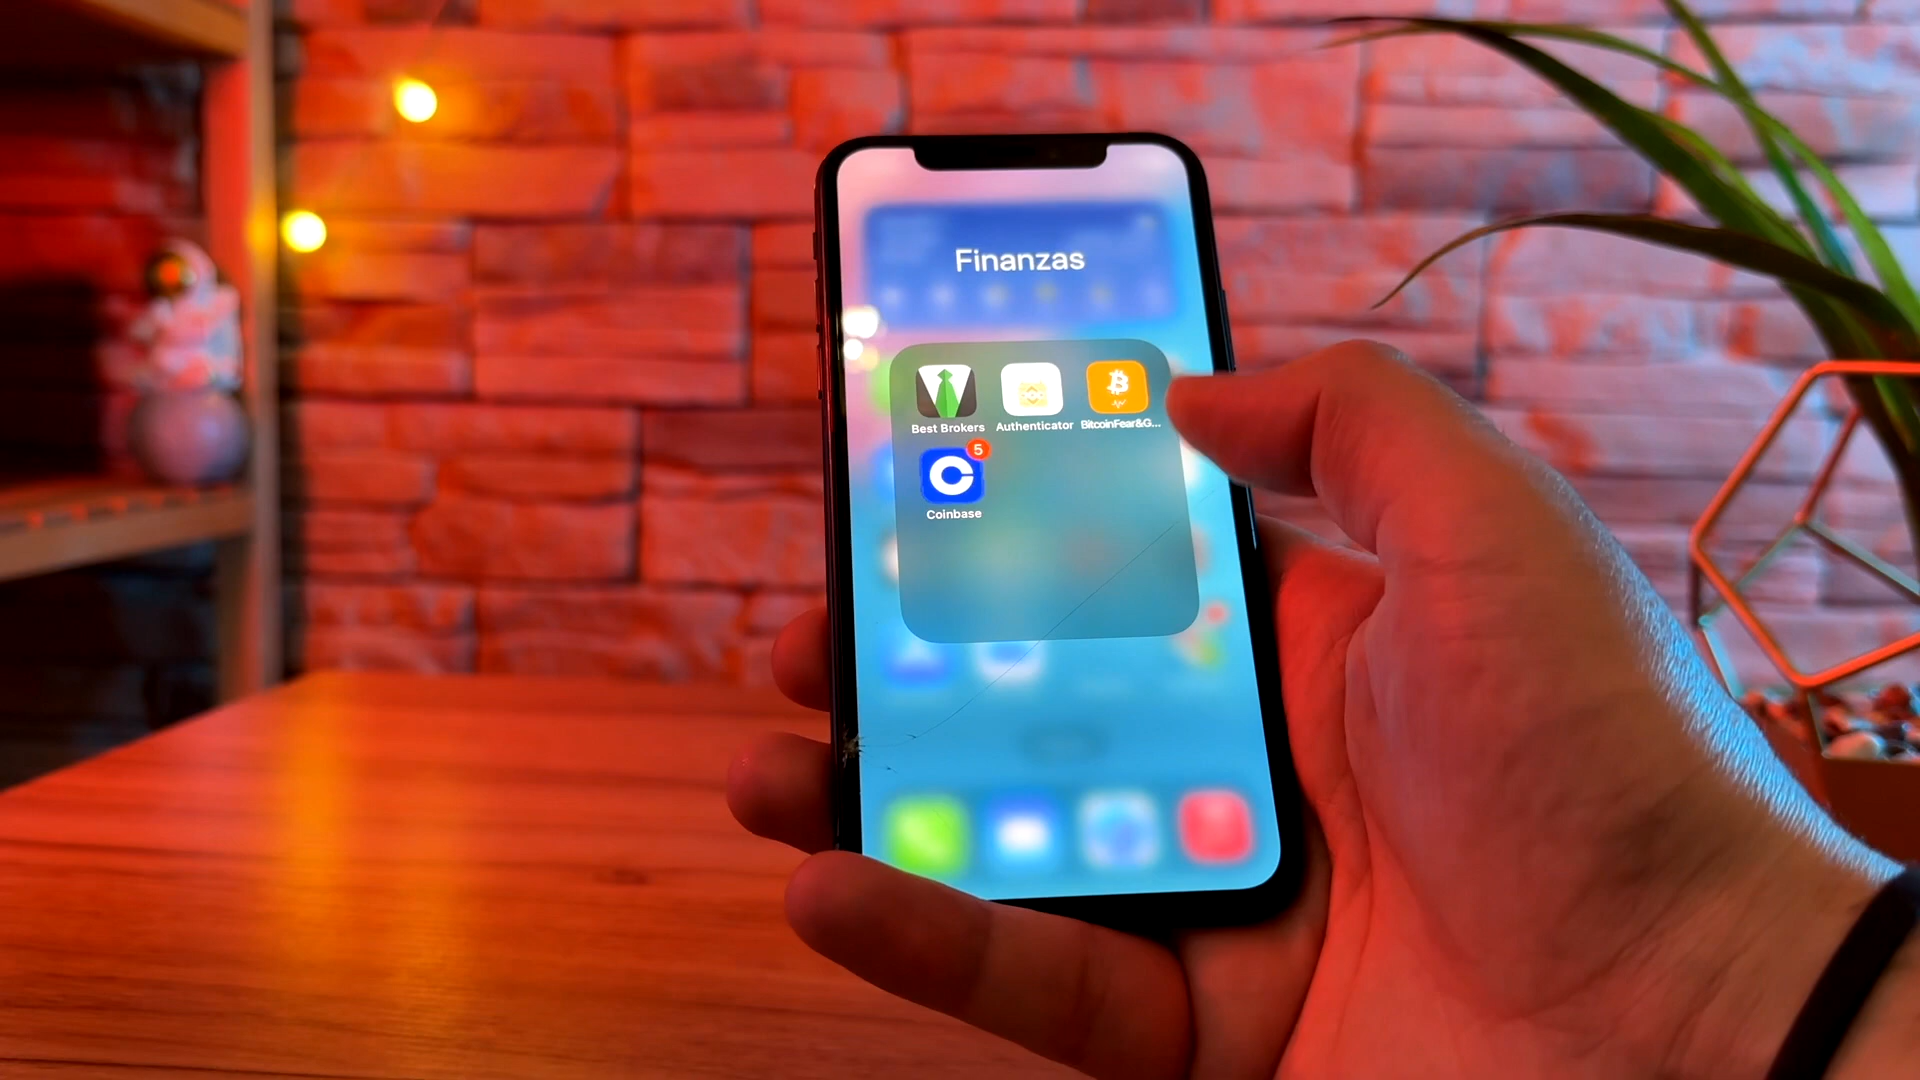 Finanzas
Best Brokers
Authenticator
BitcoinFear&G...
5
Coinbase